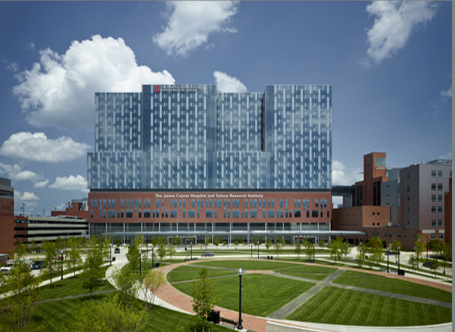 The James Cancer Hospital and Solove Research Institute